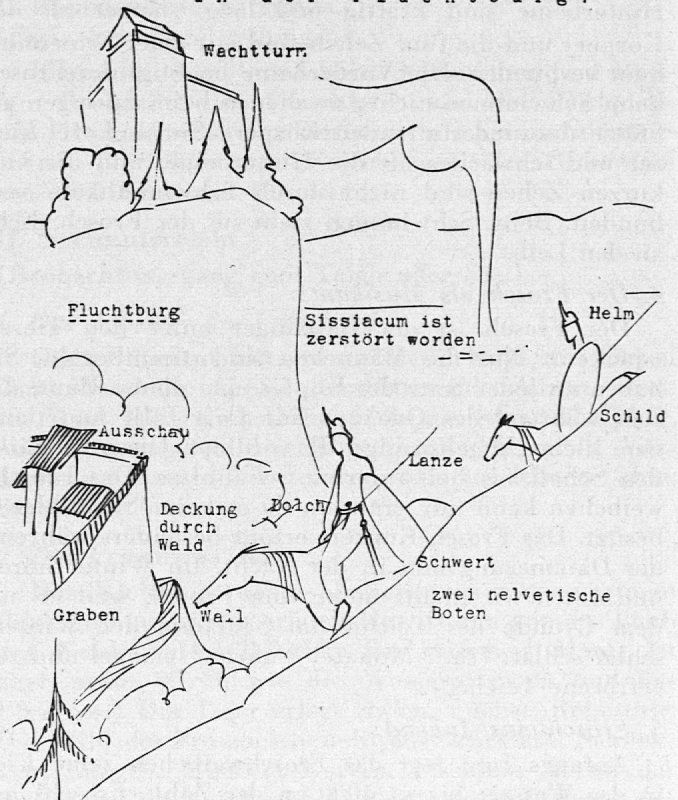 Wachtturm
Fluchtburg
Sissiacum ist
zerstört worden
Helm
Schild
Ausschau
Lanze
Deckung
durch
Wald
Dolch
Schwert
Graben
Wall
zwei helvetische
Boten